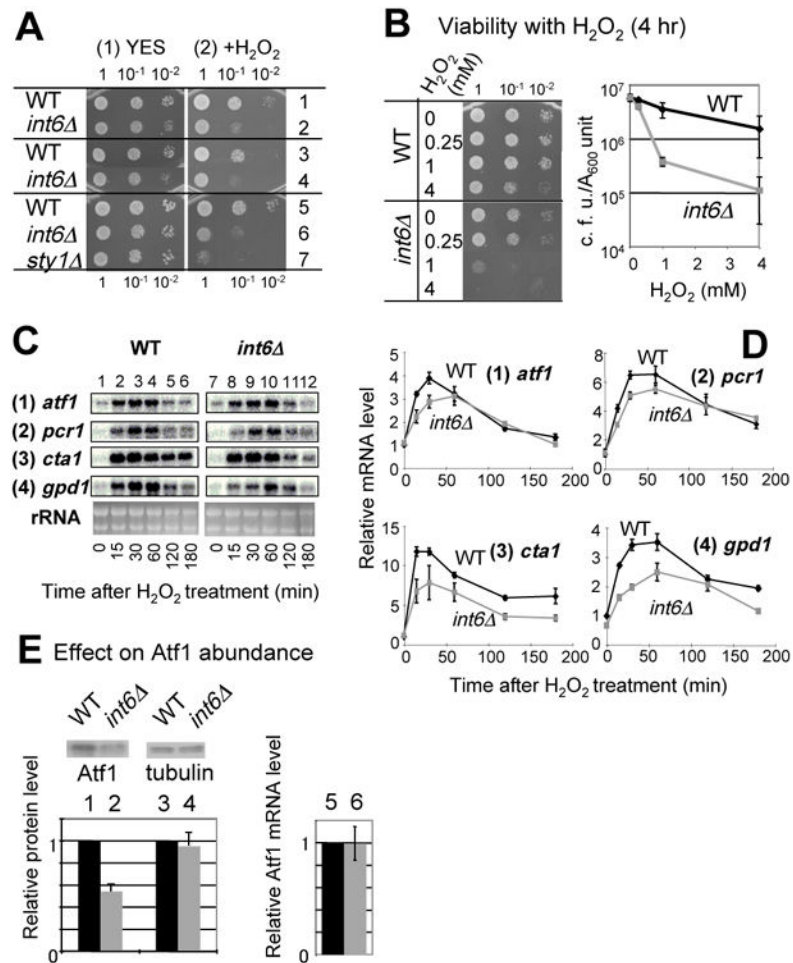 A
(1) YES (2) +H₂O₂
1 10⁻¹ 10⁻² 1 10⁻¹ 10⁻²
WT 1
int6Δ 2
WT 3
int6Δ 4
WT 5
int6Δ 6
sty1Δ 7
1 10⁻¹ 10⁻² 1 10⁻¹ 10⁻²
B Viability with H₂O₂ (4 hr)
H₂O₂ (mM)
1 10⁻¹ 10⁻²
WT
0
0.25
1
4
int6Δ
0
0.25
1
4
c. f. u./A₆₀₀ unit
10⁷
10⁶
10⁵
10⁴
WT
int6Δ
0 1 2 3 4
H₂O₂ (mM)
C
WT int6Δ
1 2 3 4 5 6 7 8 9 10 11 12
(1) atf1
(2) pcr1
(3) cta1
(4) gpd1
rRNA
0 15 30 60 120 180 0 15 30 60 120 180
Time after H₂O₂ treatment (min)
D
Relative mRNA level
(1) atf1
WT
int6Δ
5
4
3
2
1
0
0 50 100 150 200
(2) pcr1
WT
int6Δ
8
6
4
2
0
0 50 100 150 200
(3) cta1
WT
int6Δ
15
10
5
0
0 50 100 150 200
(4) gpd1
WT
int6Δ
4
3
2
1
0
0 50 100 150 200
Time after H₂O₂ treatment (min)
E Effect on Atf1 abundance
WT int6Δ WT int6Δ
Atf1 tubulin
1 2 3 4
Relative protein level
1
0
Relative Atf1 mRNA level
5 6
1
0